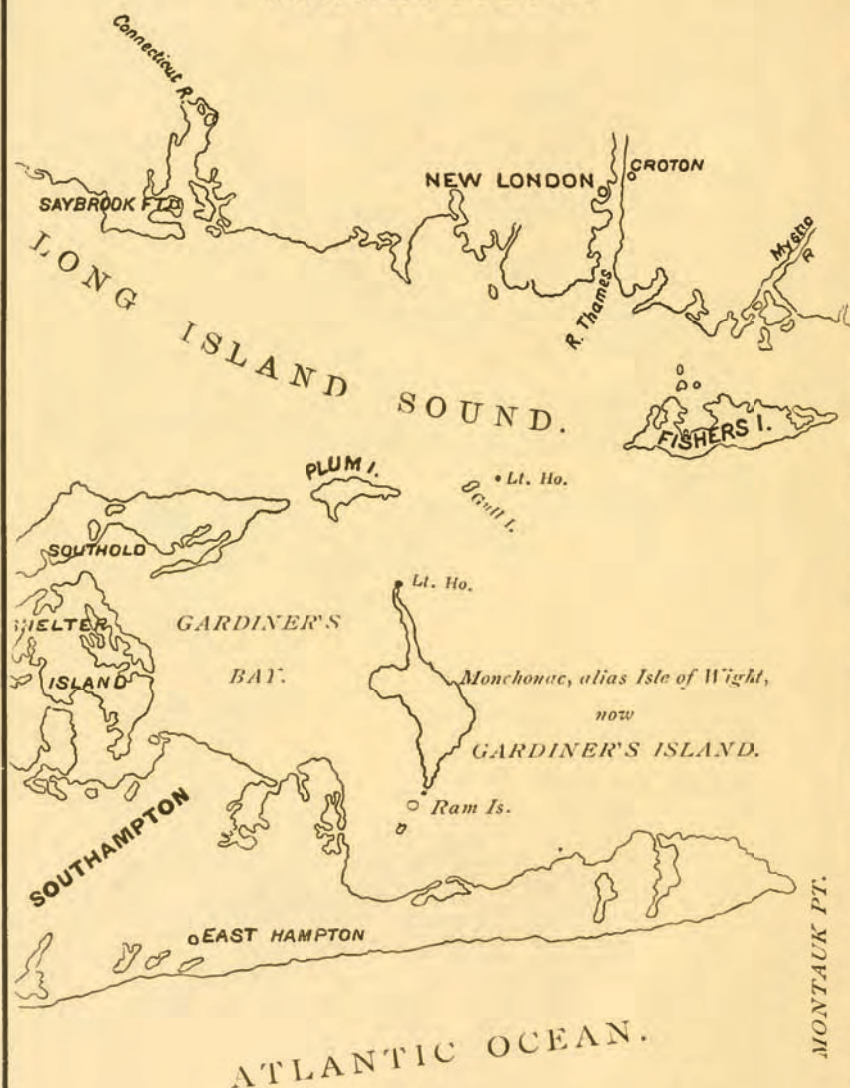 Connecticut R.
SAYBROOK FT.
NEW LONDON
GROTON
R. Thames
Mystic
R
LONG ISLAND SOUND.
FISHERS I.
PLUM I.
Lt. Ho.
Gull I.
SOUTHOLD
Lt. Ho.
SHELTER
ISLAND
GARDINER'S
BAY.
Monchonac, alias Isle of Wight,
now
GARDINER'S ISLAND.
Ram Is.
SOUTHAMPTON
EAST HAMPTON
MONTAUK PT.
ATLANTIC OCEAN.